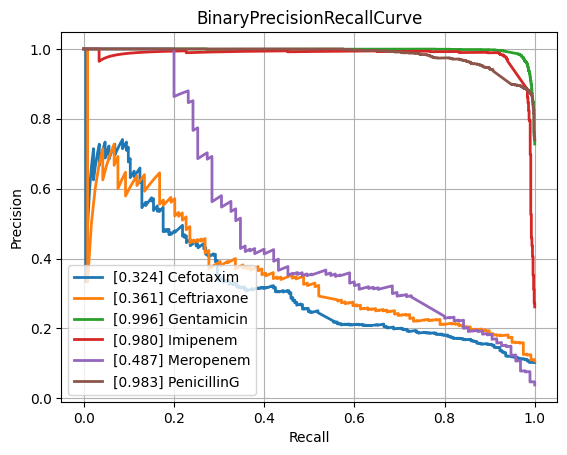 BinaryPrecisionRecallCurve
Precision
1.0
0.8
0.6
0.4
0.2
0.0
[0.324] Cefotaxim
[0.361] Ceftriaxone
[0.996] Gentamicin
[0.980] Imipenem
[0.487] Meropenem
[0.983] PenicillinG
0.0 0.2 0.4 0.6 0.8 1.0
Recall